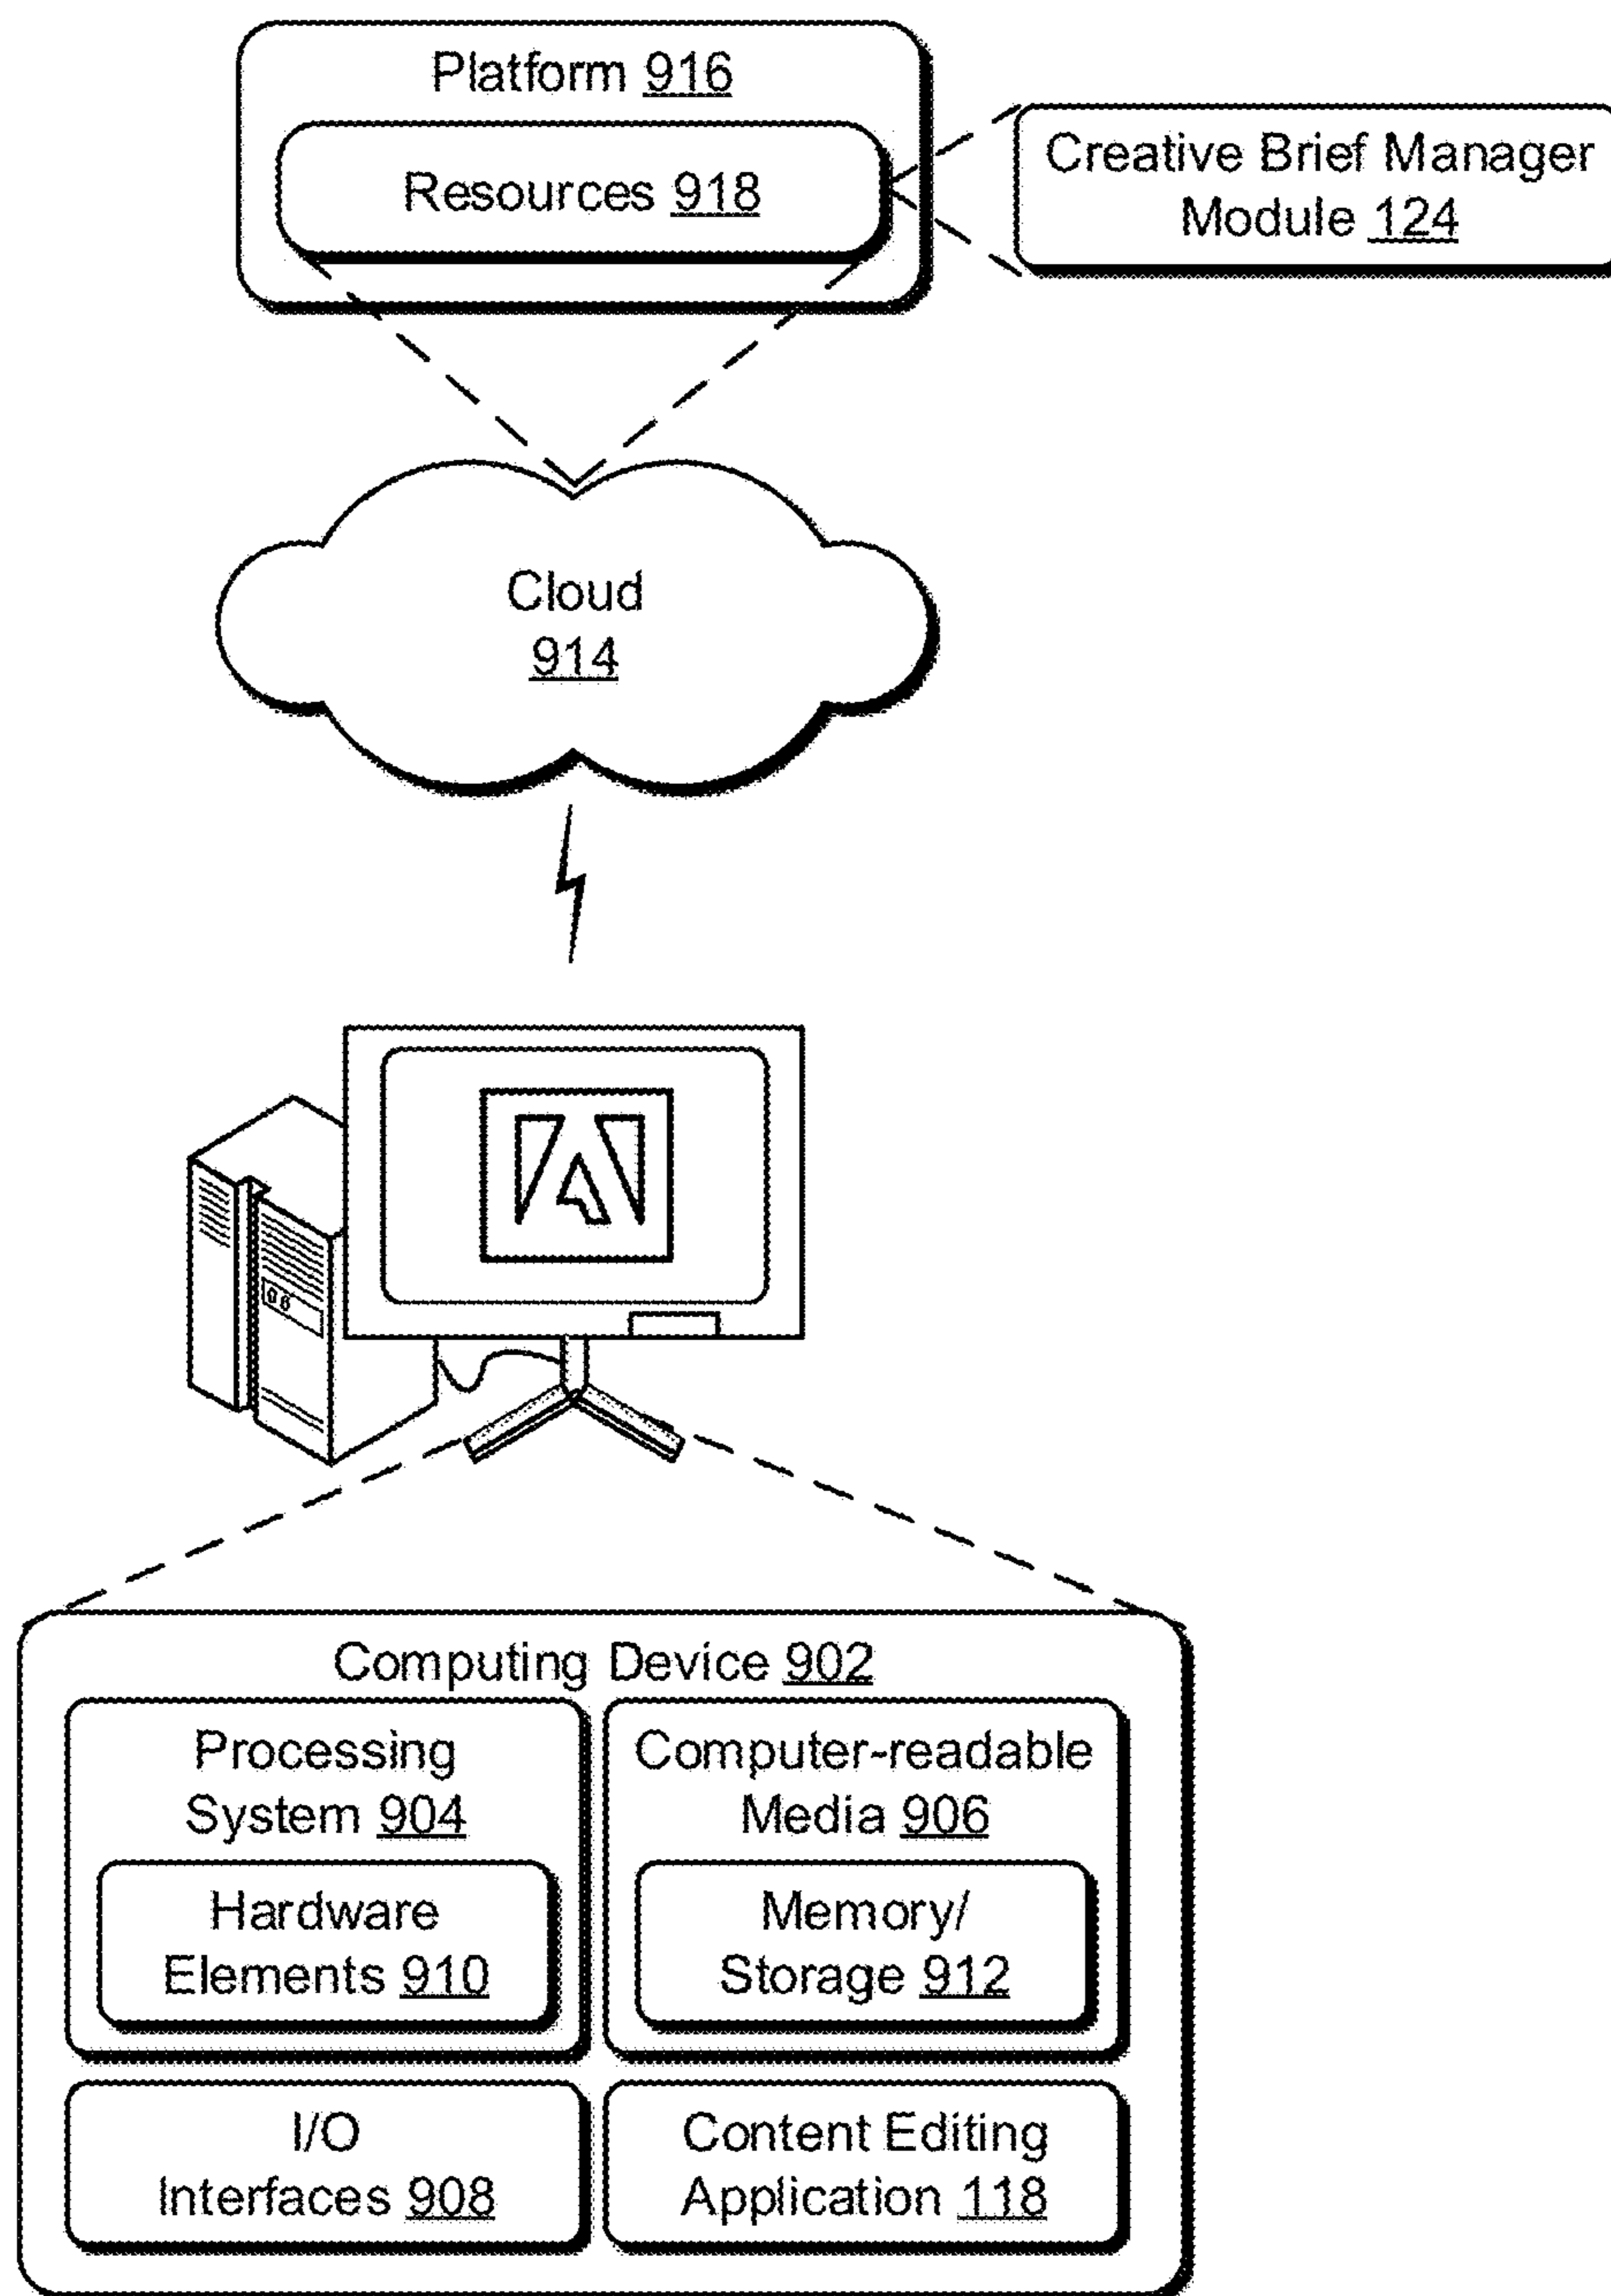 Platform 916
Resources 918
Creative Brief Manager
Module 124
Cloud
914
Computing Device 902
Processing
System 904
Hardware
Elements 910
Computer-readable
Media 906
Memory/
Storage 912
I/O
Interfaces 908
Content Editing
Application 118